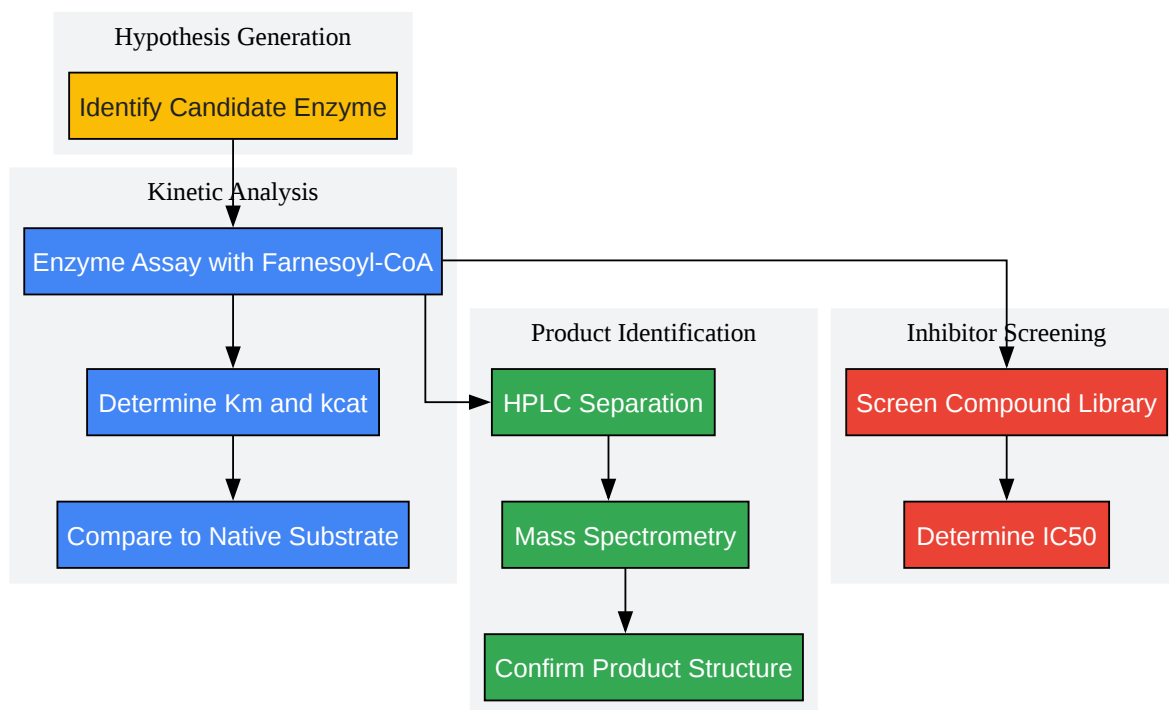 Hypothesis Generation
Identify Candidate Enzyme
Kinetic Analysis
Enzyme Assay with Farnesoyl-CoA
Determine Km and kcat
Compare to Native Substrate
Product Identification
HPLC Separation
Mass Spectrometry
Confirm Product Structure
Inhibitor Screening
Screen Compound Library
Determine IC50